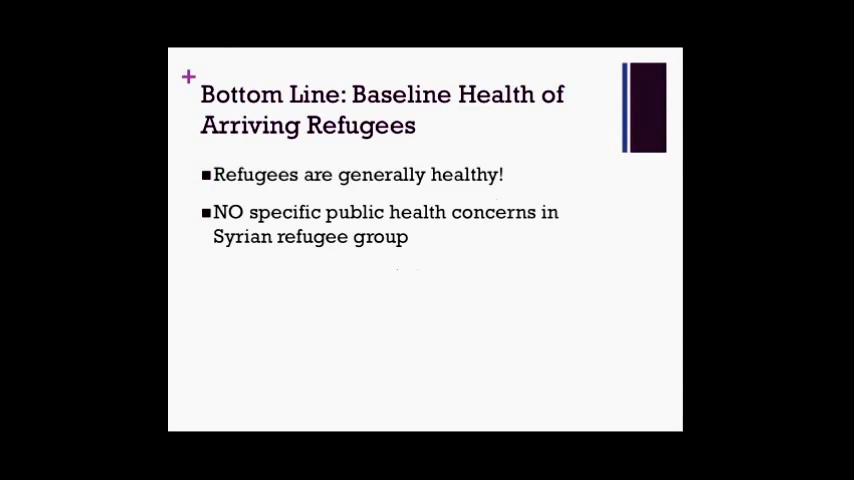 +
Bottom Line: Baseline Health of
Arriving Refugees
■Refugees are generally healthy!
■NO specific public health concerns in
Syrian refugee group